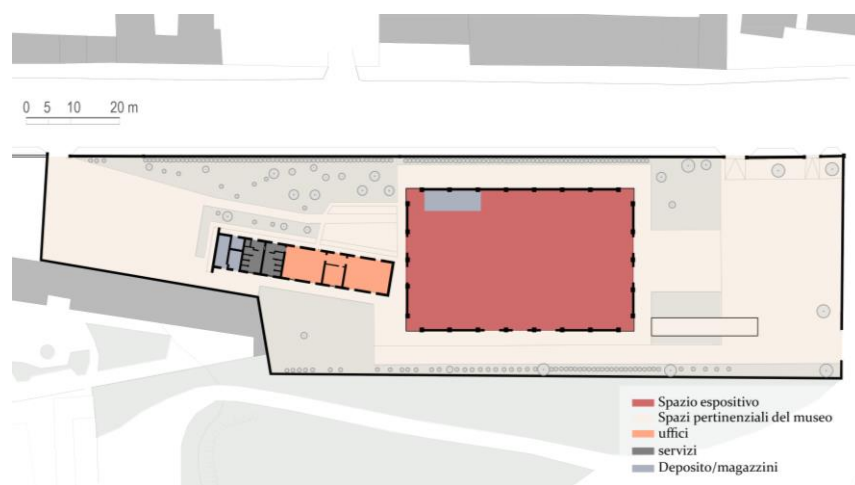 0 5 10 20 m
Spazio espositivo
Spazi pertinenziali del museo
uffici
servizi
Deposito/magazzini